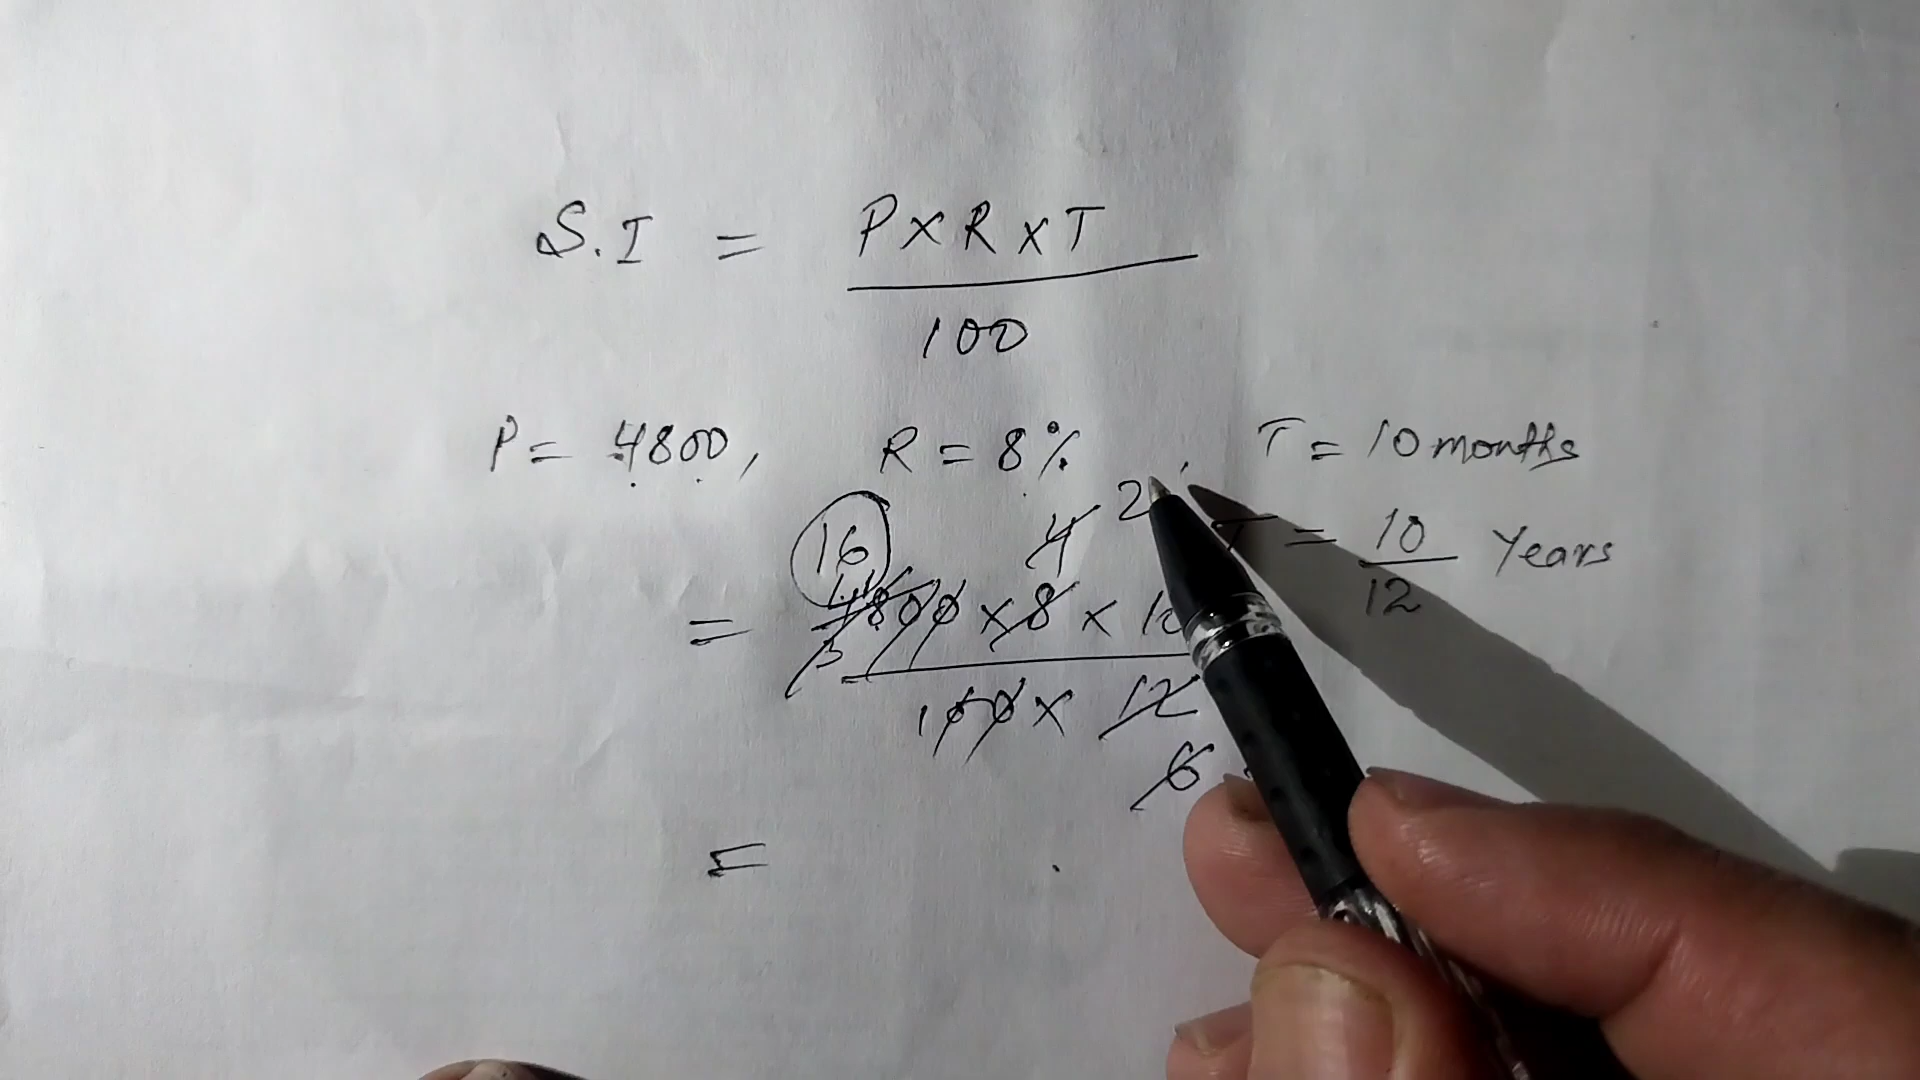 S.I = P×R×T
100
P = 4800, R = 8% T = 10 months
16 4 2 T = 10 Years
12
= 4800 × 8 × 10
100 × 12
6
=